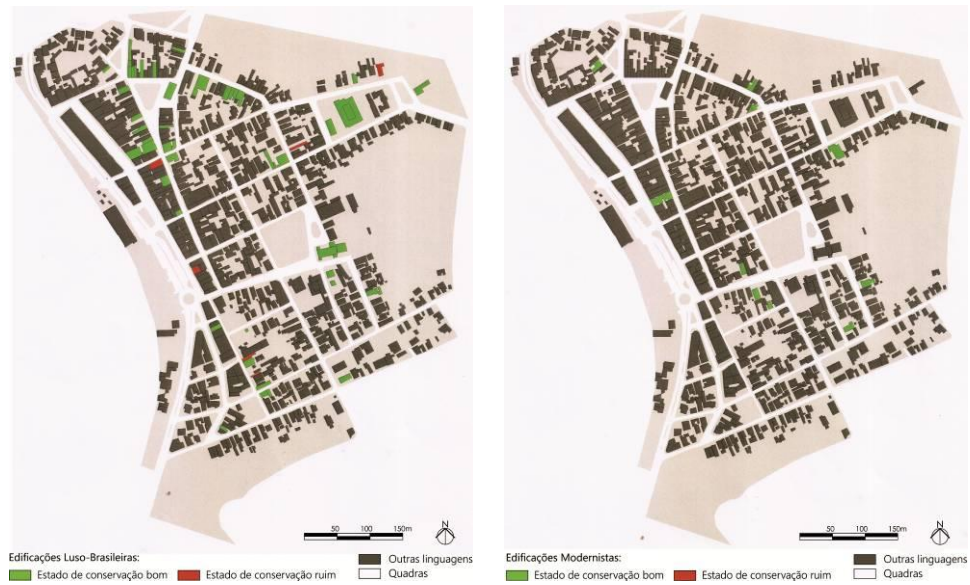 50 100 150m
N
Edificações Luso-Brasileiras:
Estado de conservação bom
Estado de conservação ruim
Outras linguagens
Quadras
50 100 150m
N
Edificações Modernistas:
Estado de conservação bom
Estado de conservação ruim
Outras linguagens
Quadras